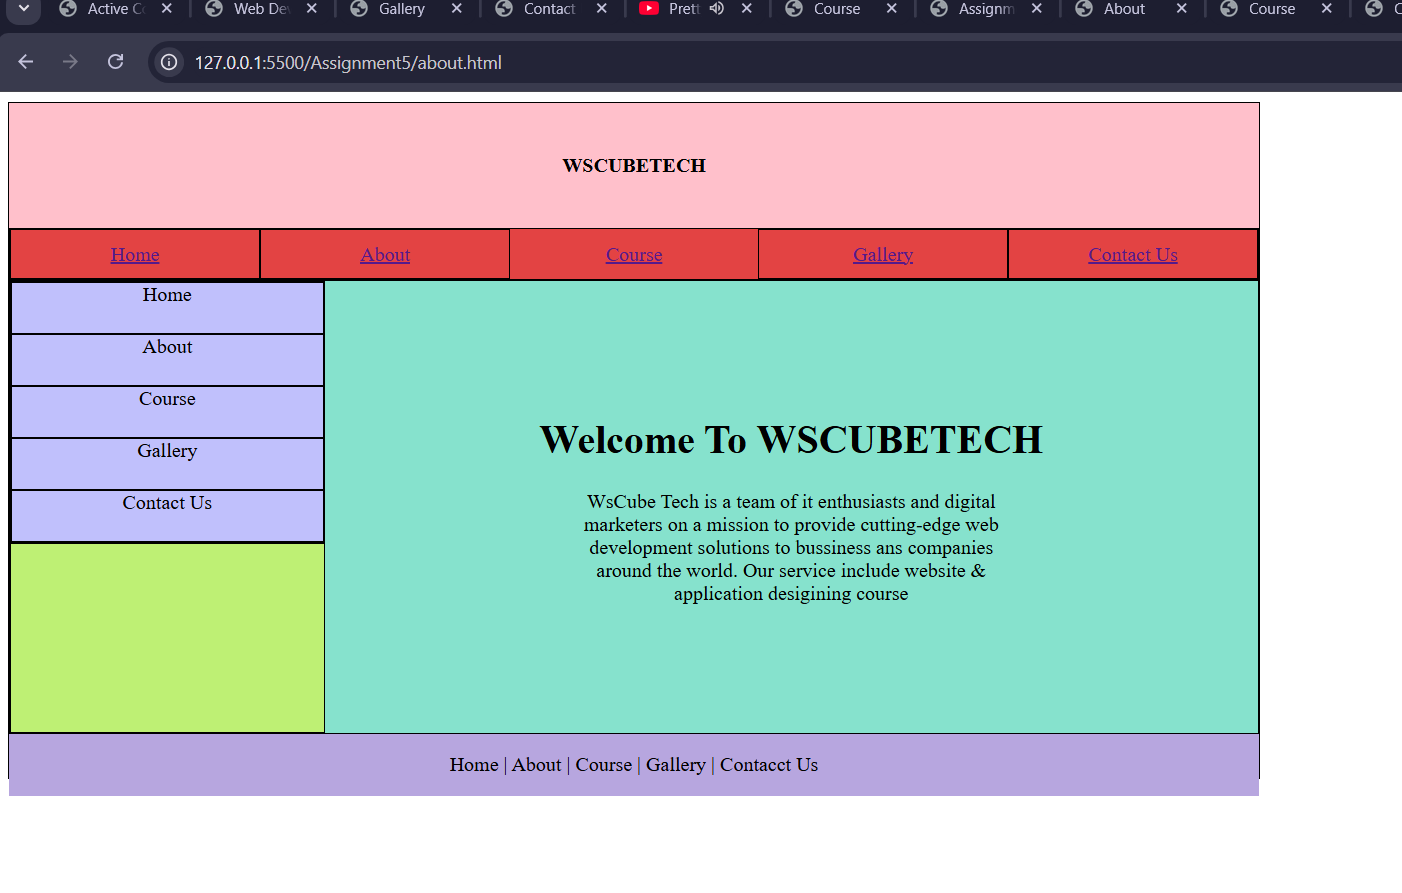 Active C
Web De
Gallery
Contact
Pret
Course
Assignm
About
Course
127.0.0.1:5500/Assignment5/about.html
WSCUBETECH
Home About Course Gallery Contact Us
Home
About
Course
Gallery
Contact Us
Welcome To WSCUBETECH
WsCube Tech is a team of it enthusiasts and digital
marketers on a mission to provide cutting-edge web
development solutions to bussiness ans companies
around the world. Our service include website &
application desigining course
Home | About | Course | Gallery | Contacct Us